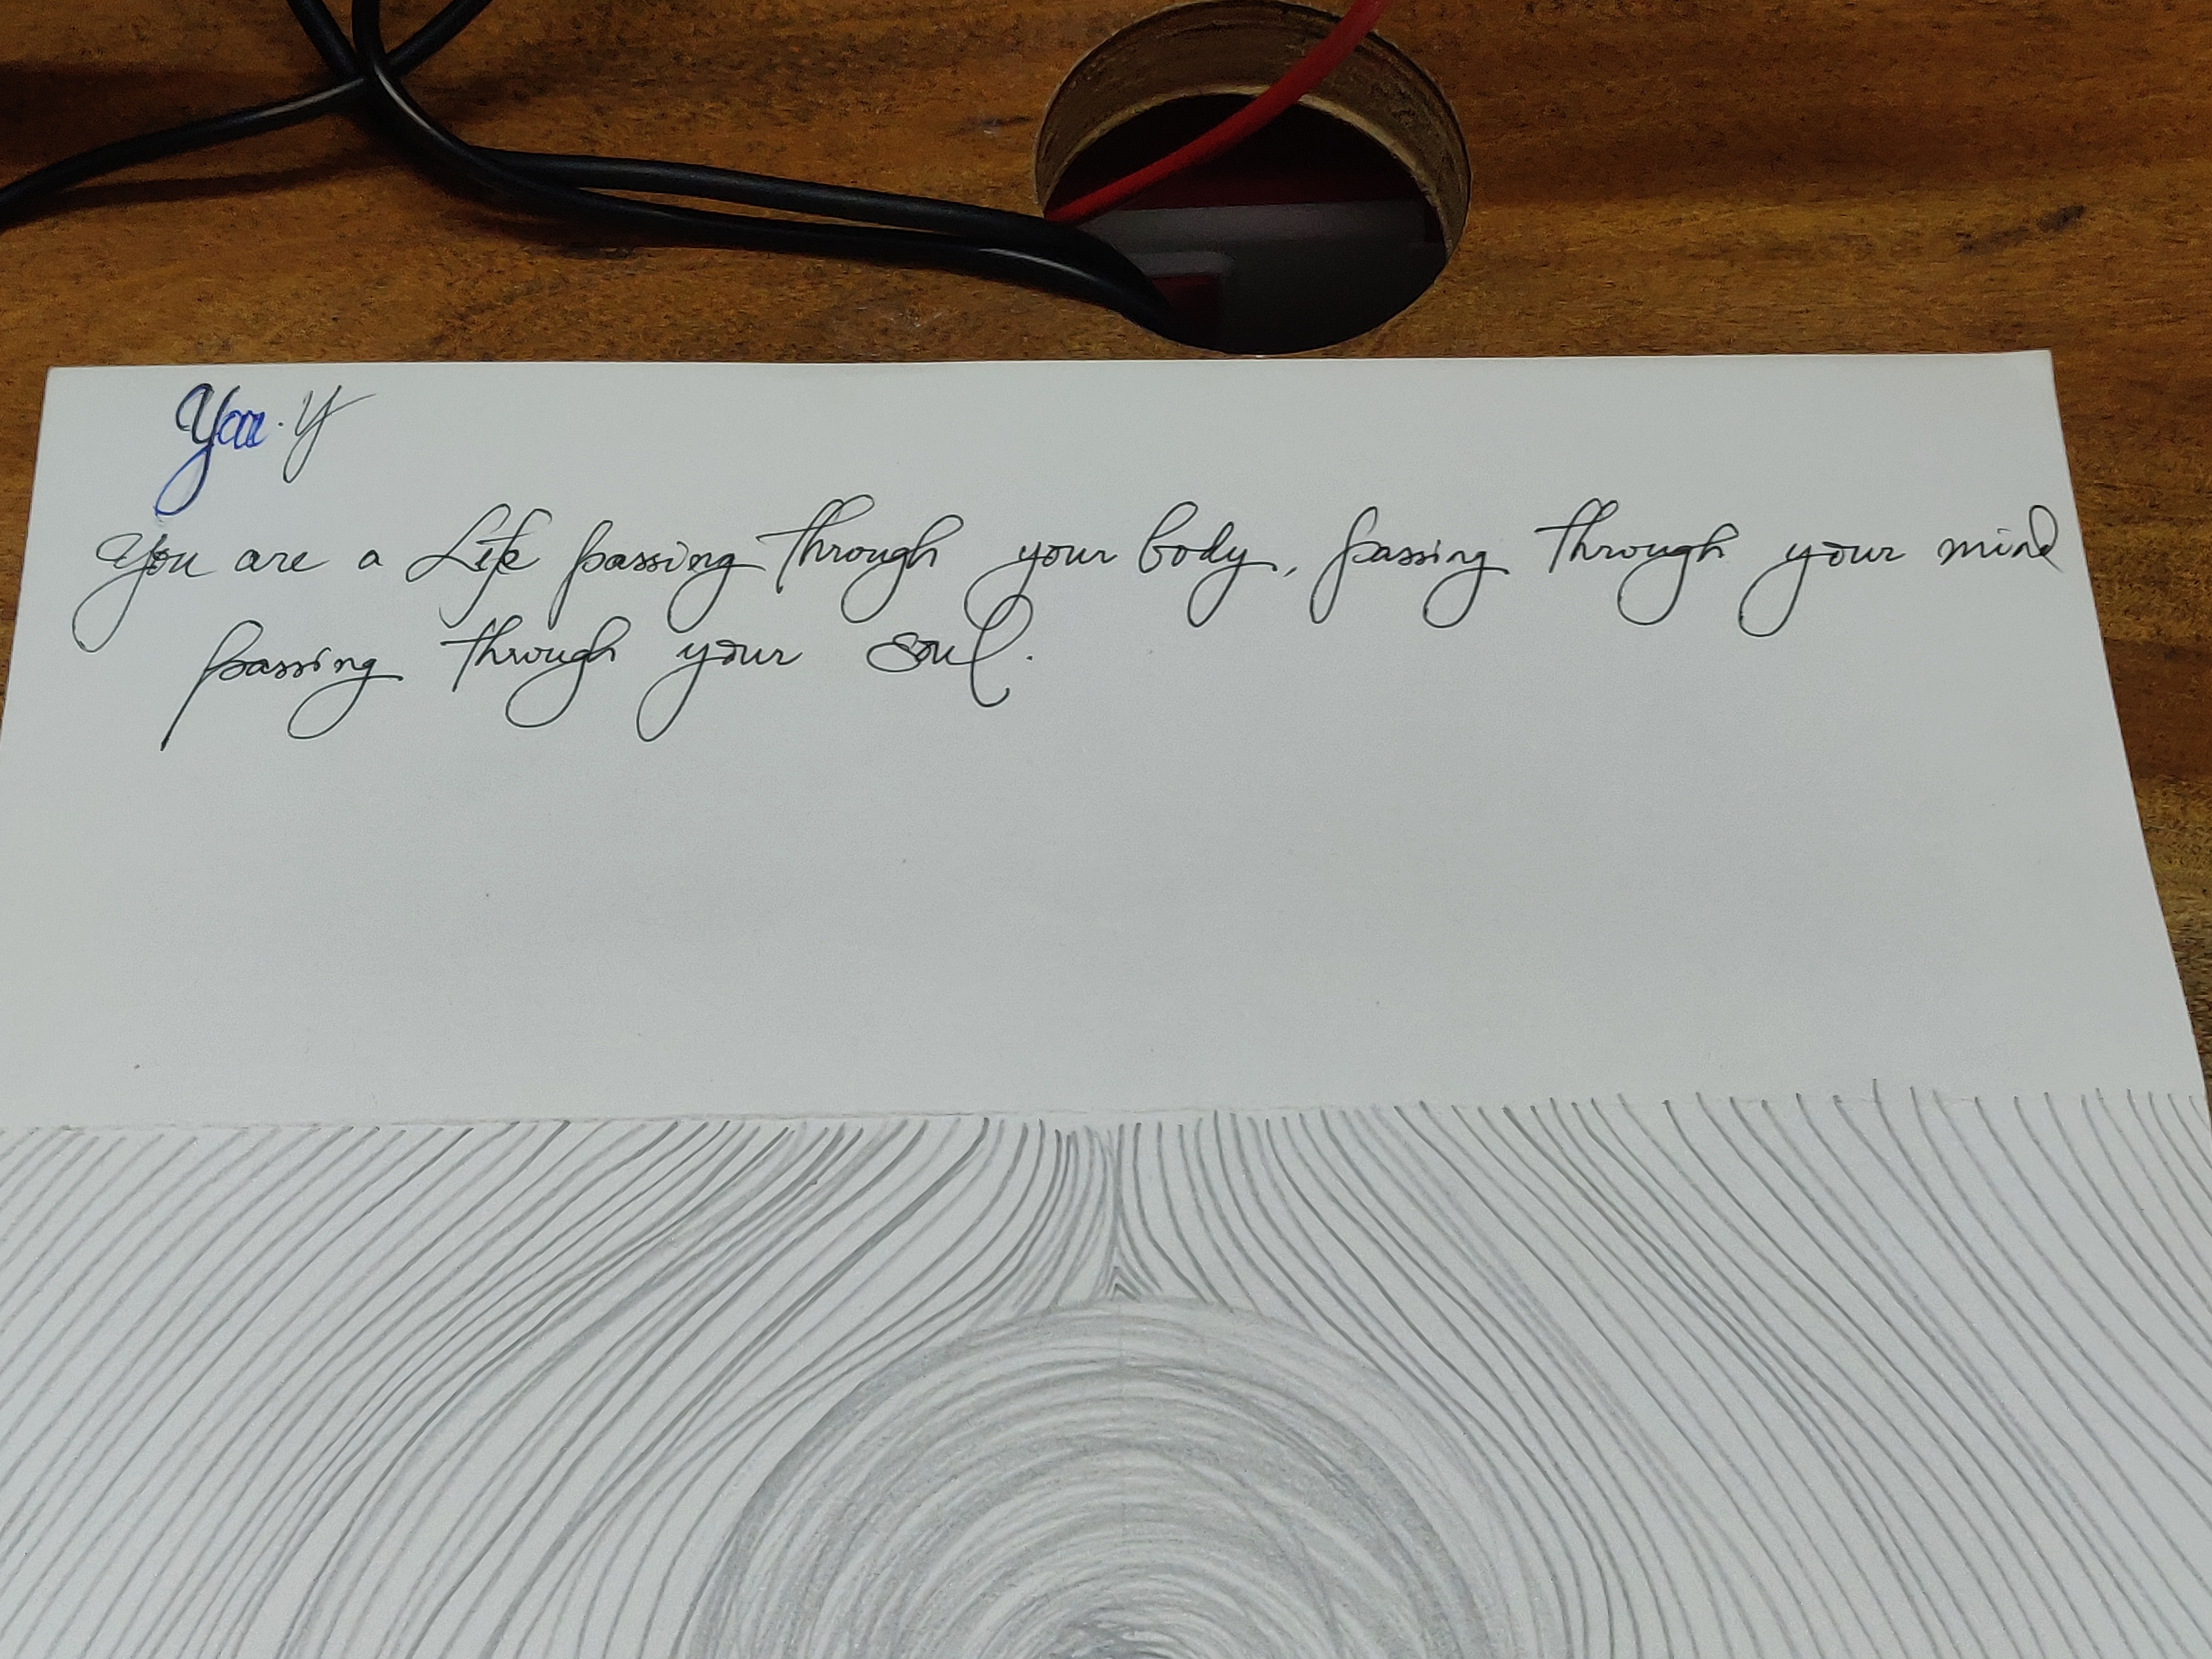 You. y
You are a Life passing through your body, passing through your mind
passing through your soul.